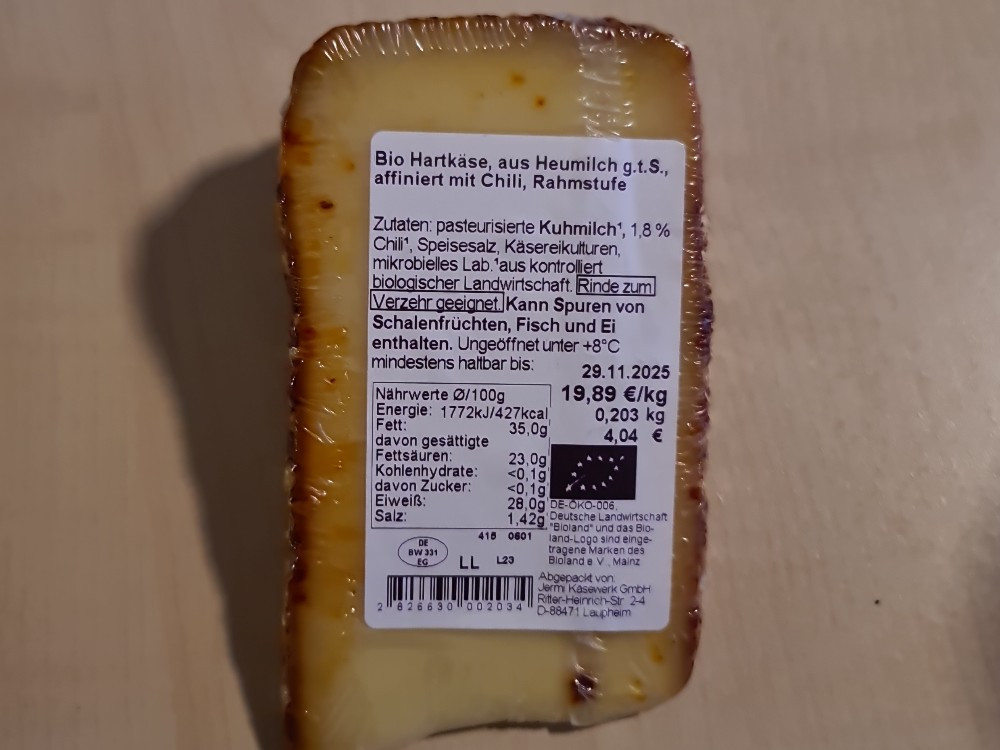 Bio Hartkäse, aus Heumilch g.t.S.,
affiniert mit Chili, Rahmstufe
Zutaten: pasteurisierte Kuhmilch¹, 1,8 %
Chili¹, Speisesalz, Käsereikulturen,
mikrobielles Lab.¹aus kontrolliert
biologischer Landwirtschaft. Rinde zum
Verzehr geeignet. Kann Spuren von
Schalenfrüchten, Fisch und Ei
enthalten. Ungeöffnet unter +8°C
mindestens haltbar bis: 29.11.2025
19,89 €/kg
0,203 kg
4,04 €
Nährwerte Ø/100g
Energie: 1772kJ/427kcal
Fett: 35,0g
davon gesättigte
Fettsäuren: 23,0g
Kohlenhydrate: <0,1g
davon Zucker: <0,1g
Eiweiß: 28,0g
Salz: 1,42g
DE-ÖKO-006,
Deutsche Landwirtschaft
"Bioland" und das Bio-
land-Logo sind einge-
tragene Marken des
Bioland e.V., Mainz
416 0601
DE
BW 331
EG
LL L23
Abgepackt von:
Jermi Käsewerk GmbH
Ritter-Heinrich-Str. 2-4
D-88471 Laupheim
2 826630 002034